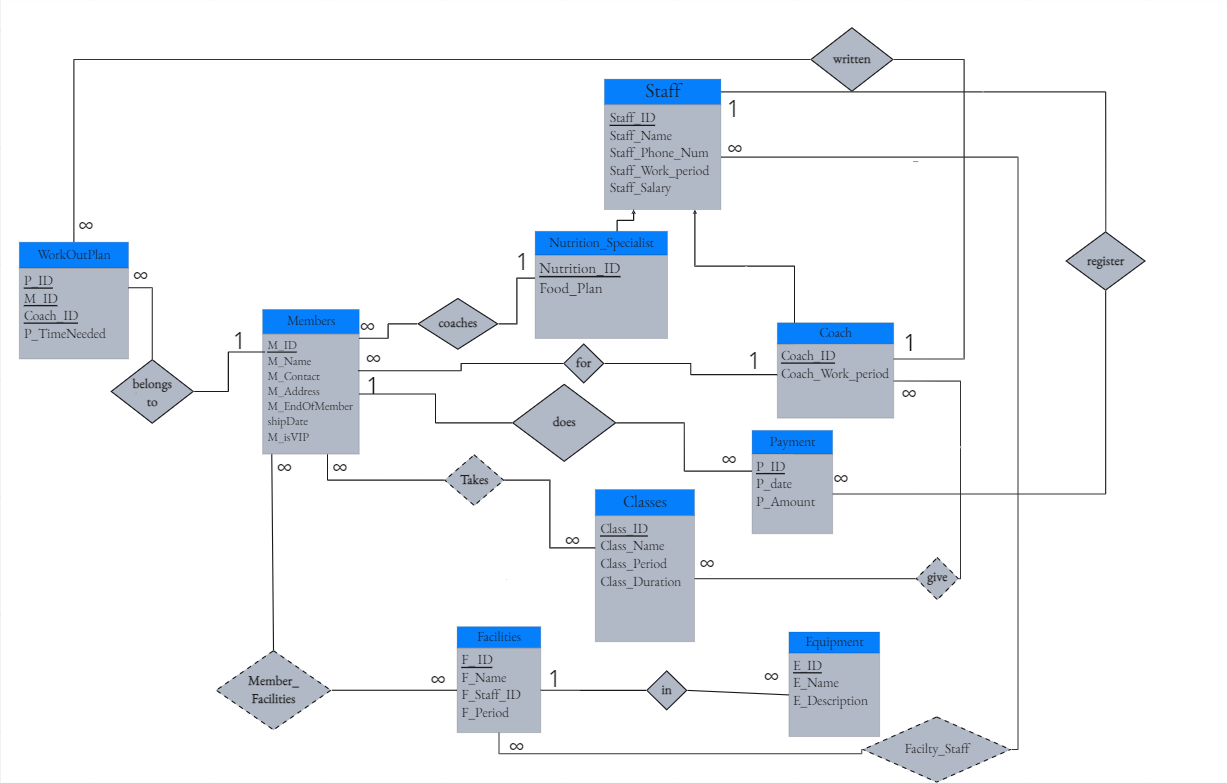 written
Staff
1
Staff_ID
Staff_Name
Staff_Phone_Num
∞
Staff_Work_period
Staff_Salary
∞
WorkOutPlan
P_ID
M_ID
Coach_ID
P_TimeNeeded
∞
Nutrition_Specialist
Nutrition_ID
Food_Plan
1
register
Members
M_ID
M_Name
M_Contact
M_Address
M_EndOfMember
shipDate
M_isVIP
∞
coaches
1
∞
for
1
Coach
Coach_ID
Coach_Work_period
1
∞
belongs
to
1
does
∞
Payment
P_ID
P_date
P_Amount
∞
∞
∞
Takes
∞
Classes
Class_ID
Class_Name
Class_Period
Class_Duration
∞
give
Member_
Facilities
∞
Facilities
F_ID
F_Name
F_Staff_ID
F_Period
1
in
∞
Equipment
E_ID
E_Name
E_Description
∞
Facilty_Staff